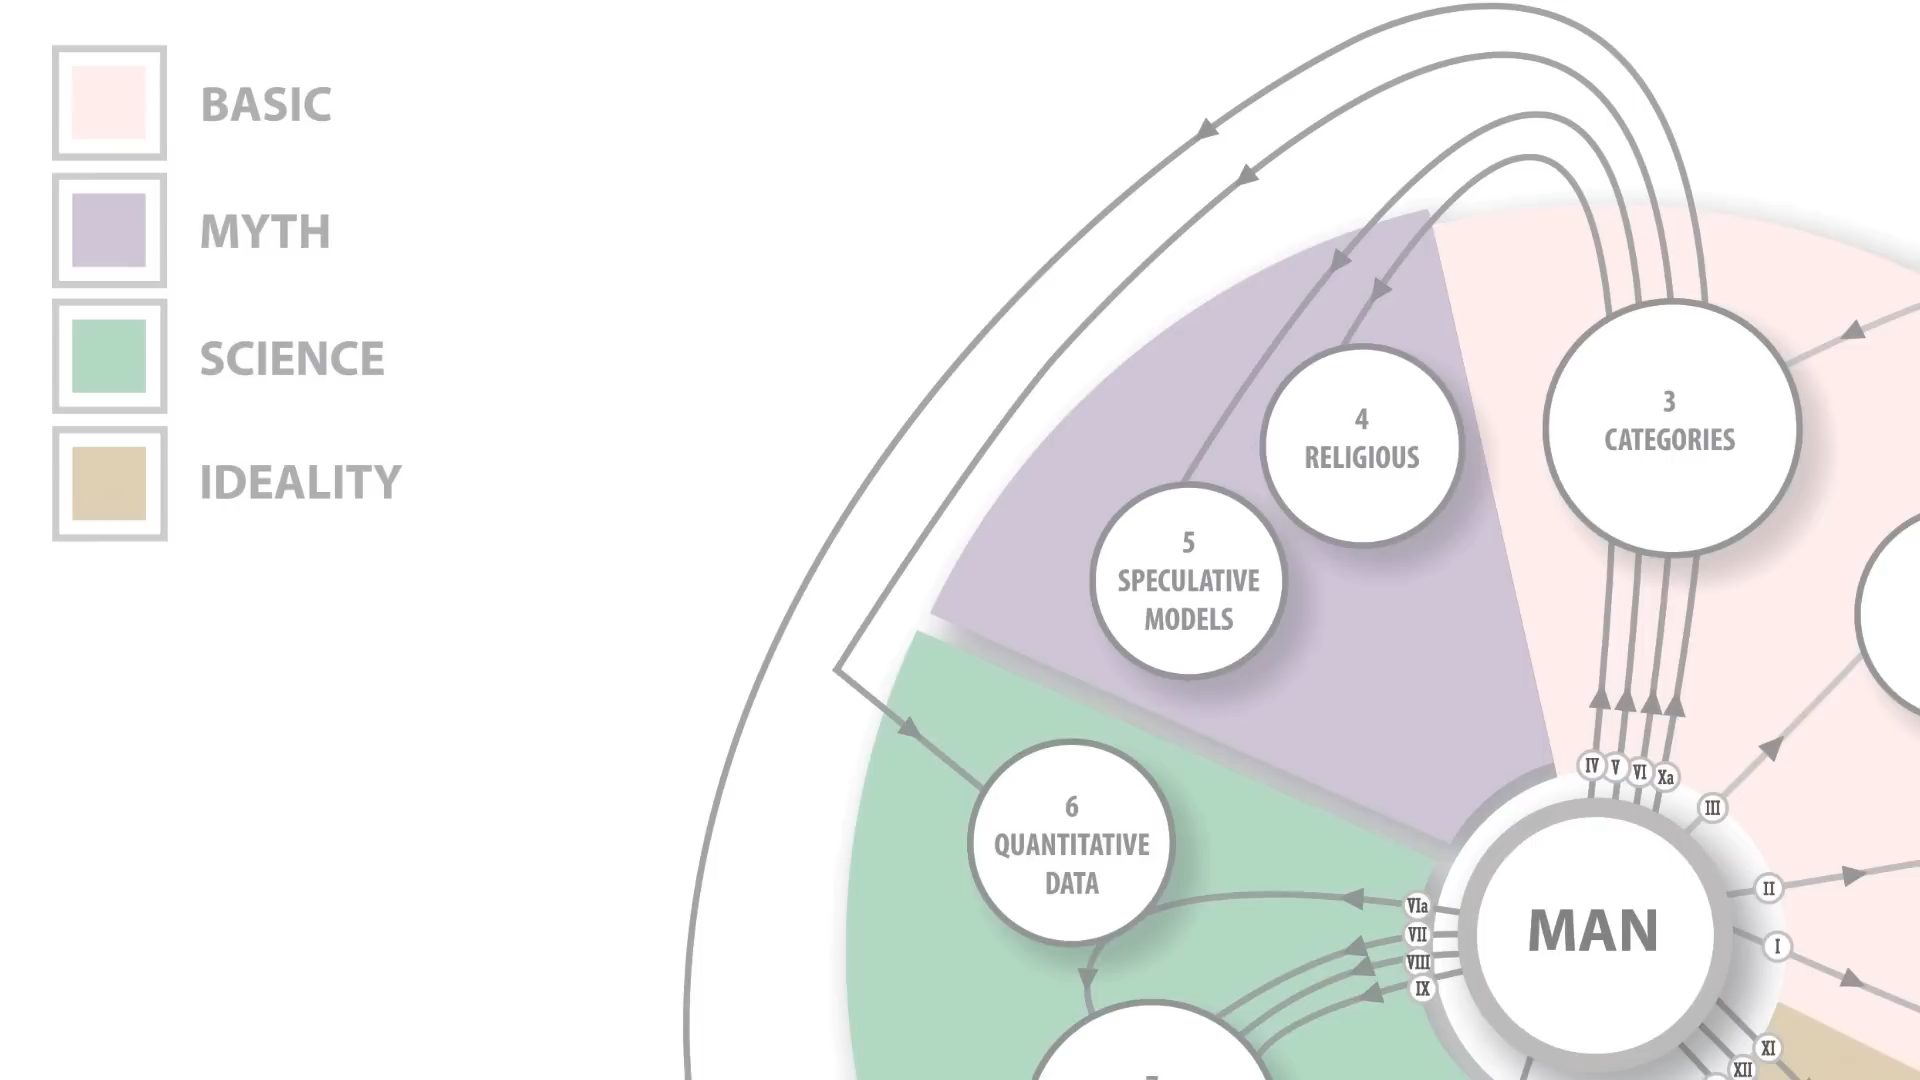 BASIC
MYTH
SCIENCE
IDEALITY
3
CATEGORIES
4
RELIGIOUS
5
SPECULATIVE
MODELS
6
QUANTITATIVE
DATA
IV
V
VI
Xa
III
II
I
VIa
VII
VIII
IX
MAN
XI
XII